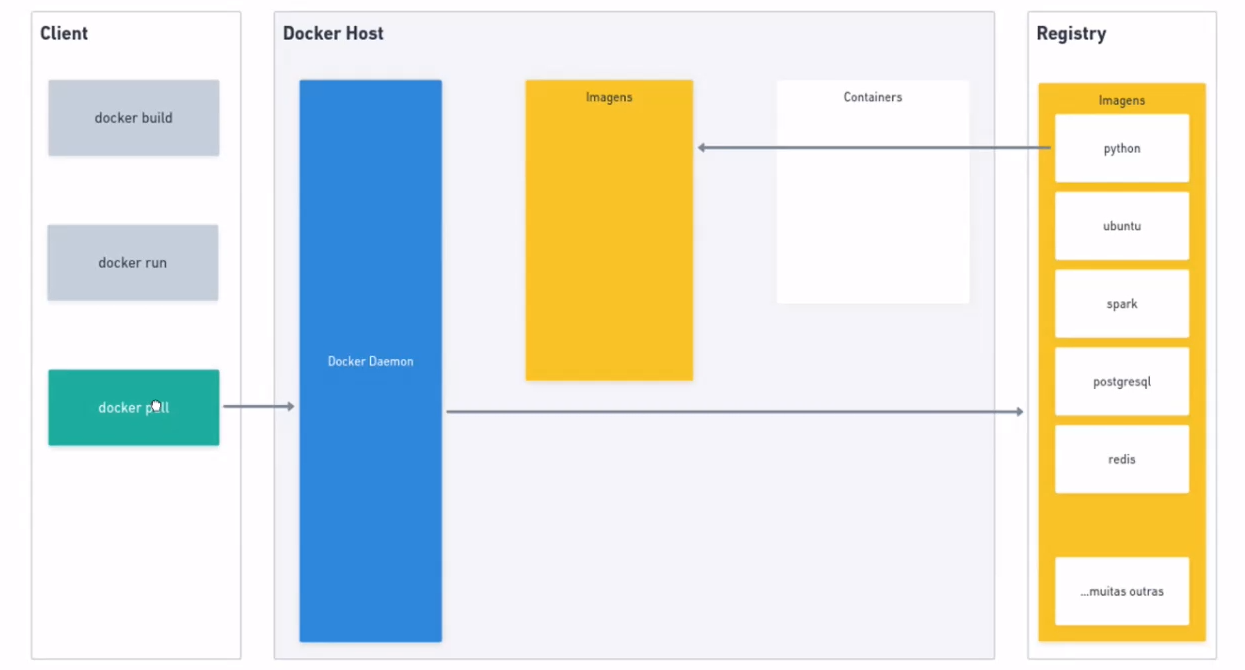 Client
docker build
docker run
docker pull
Docker Host
Docker Daemon
Imagens
Containers
Registry
Imagens
python
ubuntu
spark
postgresql
redis
...muitas outras